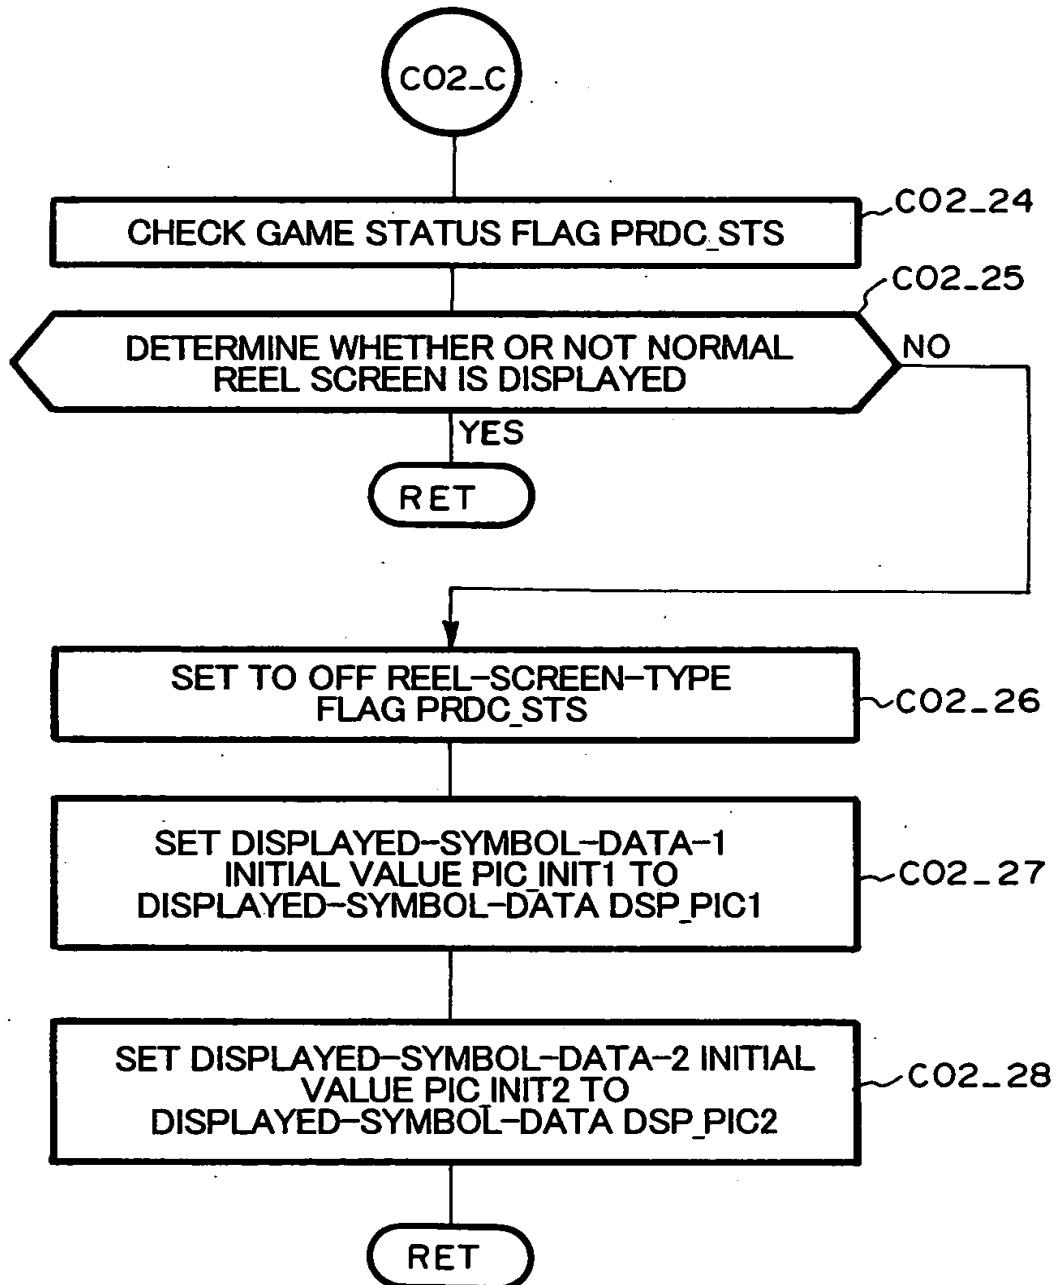 C02_C
CHECK GAME STATUS FLAG PRDC_STS
C02_24
C02_25
DETERMINE WHETHER OR NOT NORMAL
REEL SCREEN IS DISPLAYED
NO
YES
RET
SET TO OFF REEL-SCREEN-TYPE
FLAG PRDC_STS
C02_26
SET DISPLAYED-SYMBOL-DATA-1
INITIAL VALUE PIC_INIT1 TO
DISPLAYED-SYMBOL-DATA DSP_PIC1
C02_27
SET DISPLAYED-SYMBOL-DATA-2 INITIAL
VALUE PIC_INIT2 TO
DISPLAYED-SYMBOL-DATA DSP_PIC2
C02_28
RET